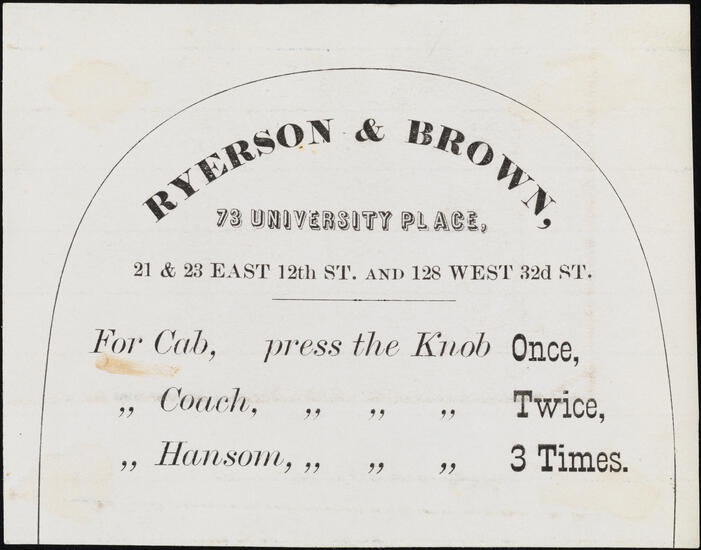 RYERSON & BROWN,
73 UNIVERSITY PLACE,
21 & 23 EAST 12th ST. AND 128 WEST 32d ST.
For Cab, press the Knob Once,
„ Coach, „ „ „ Twice,
„ Hansom, „ „ „ 3 Times.